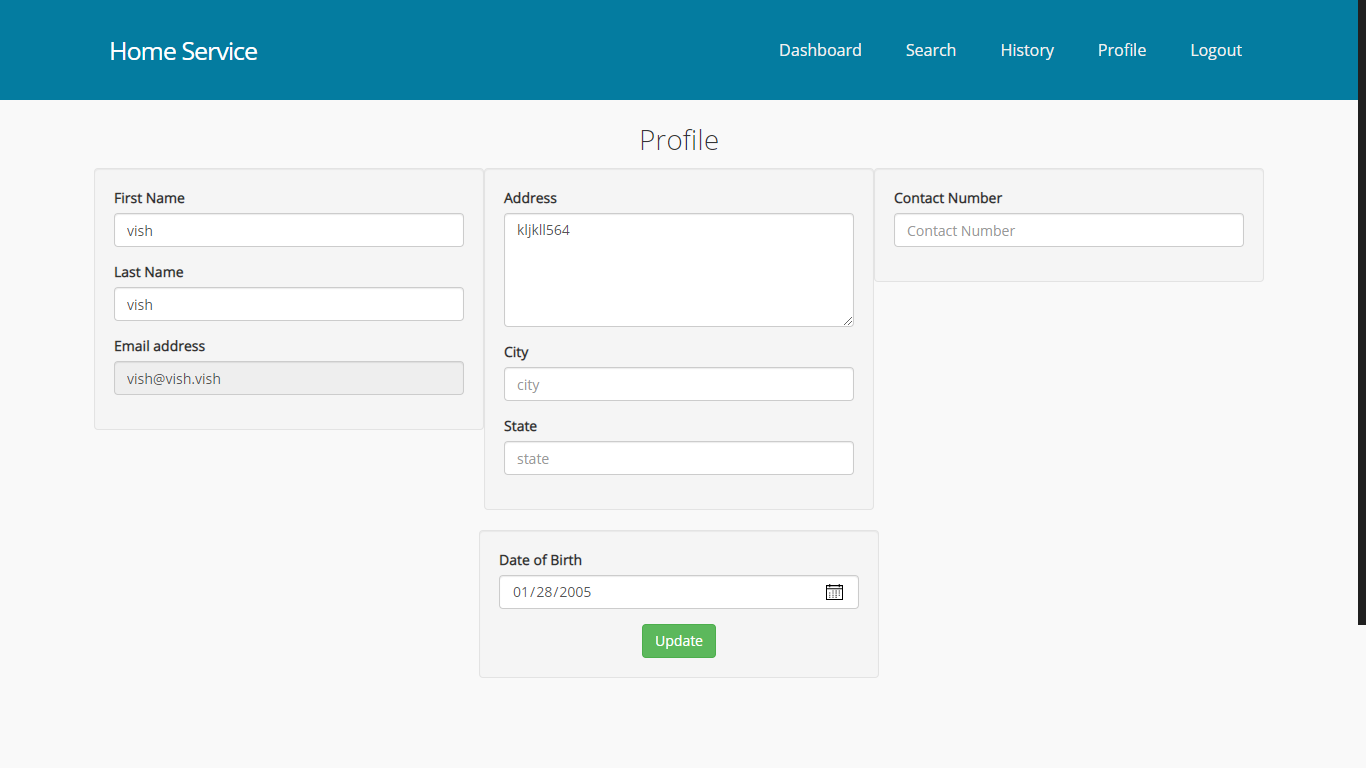 Home Service
Dashboard Search History Profile Logout
Profile
First Name
vish
Last Name
vish
Email address
vish@vish.vish
Address
kljkll564
City
city
State
state
Contact Number
Contact Number
Date of Birth
01/28/2005
Update